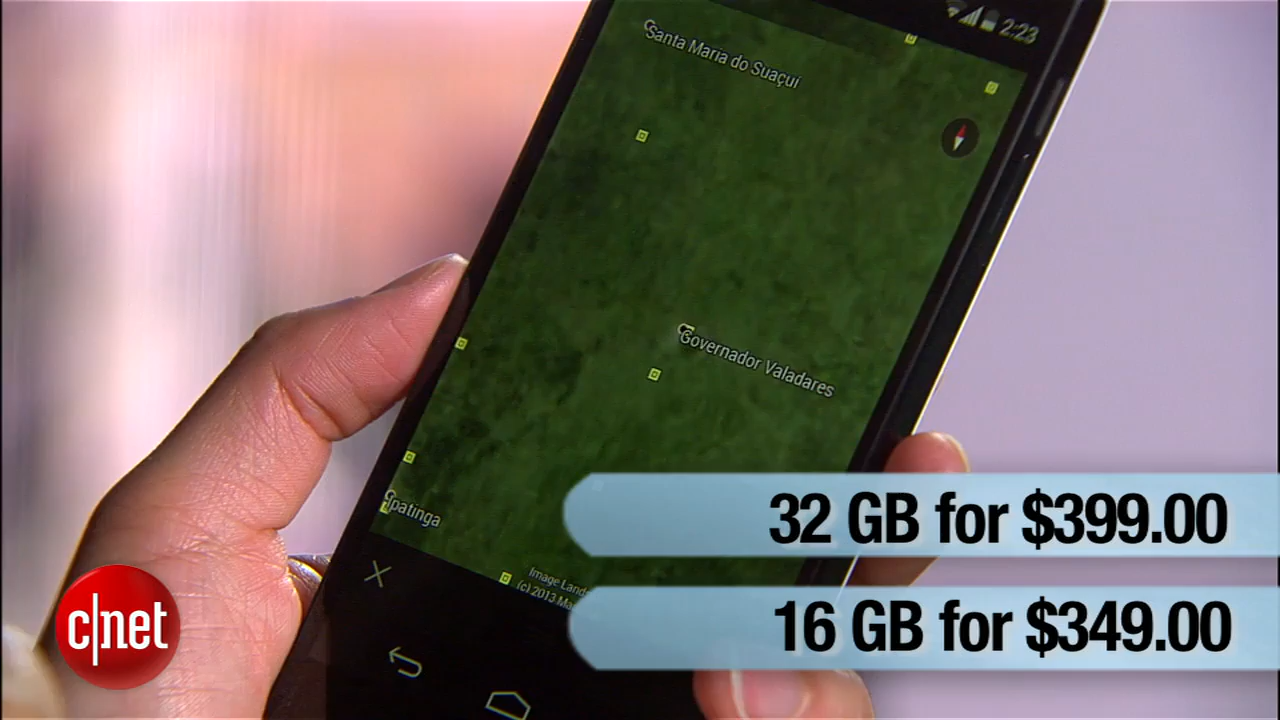 2:23
Santa Maria do Suaçuí
Governador Valadares
Ipatinga
Image Lands
(c) 2013 Ma
32 GB for $399.00
16 GB for $349.00
c|net